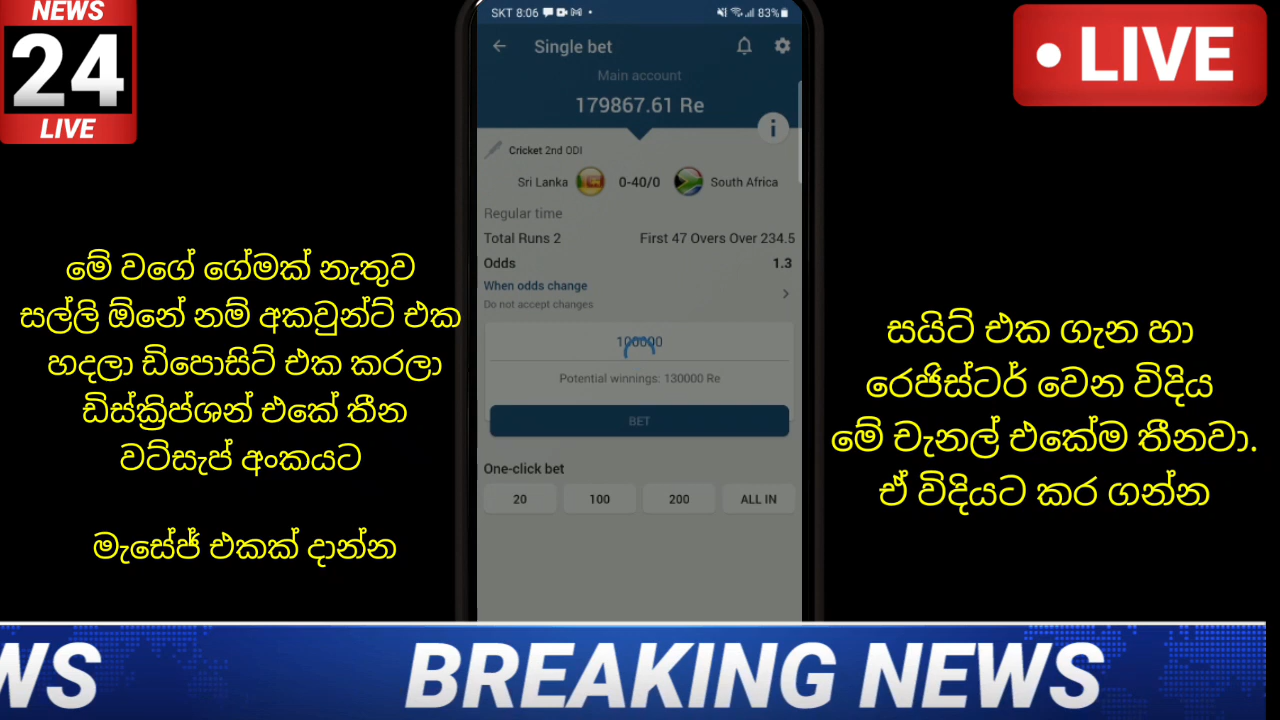 NEWS
24
LIVE
• LIVE
SKT 8:06
83%
Single bet
Main account
179867.61 Re
i
Cricket 2nd ODI
Sri Lanka 0-40/0 South Africa
Regular time
Total Runs 2 First 47 Overs Over 234.5
Odds 1.3
When odds change
Do not accept changes
100000
Potential winnings: 130000 Re
BET
One-click bet
20 100 200 ALL IN
මේ වගේ ගේමක් නැතුව
සල්ලි ඕනේ නම් අකවුන්ට් එක
හදලා ඩිපොසිට් එක කරලා
ඩිස්ක්‍රිප්ශන් එකේ තීන
වට්සැප් අංකයට
මැසේජ් එකක් දාන්න
සයිට් එක ගැන හා
රෙජිස්ටර් වෙන විදිය
මේ චැනල් එකේම තීනවා.
ඒ විදියට කර ගන්න
WS BREAKING NEWS